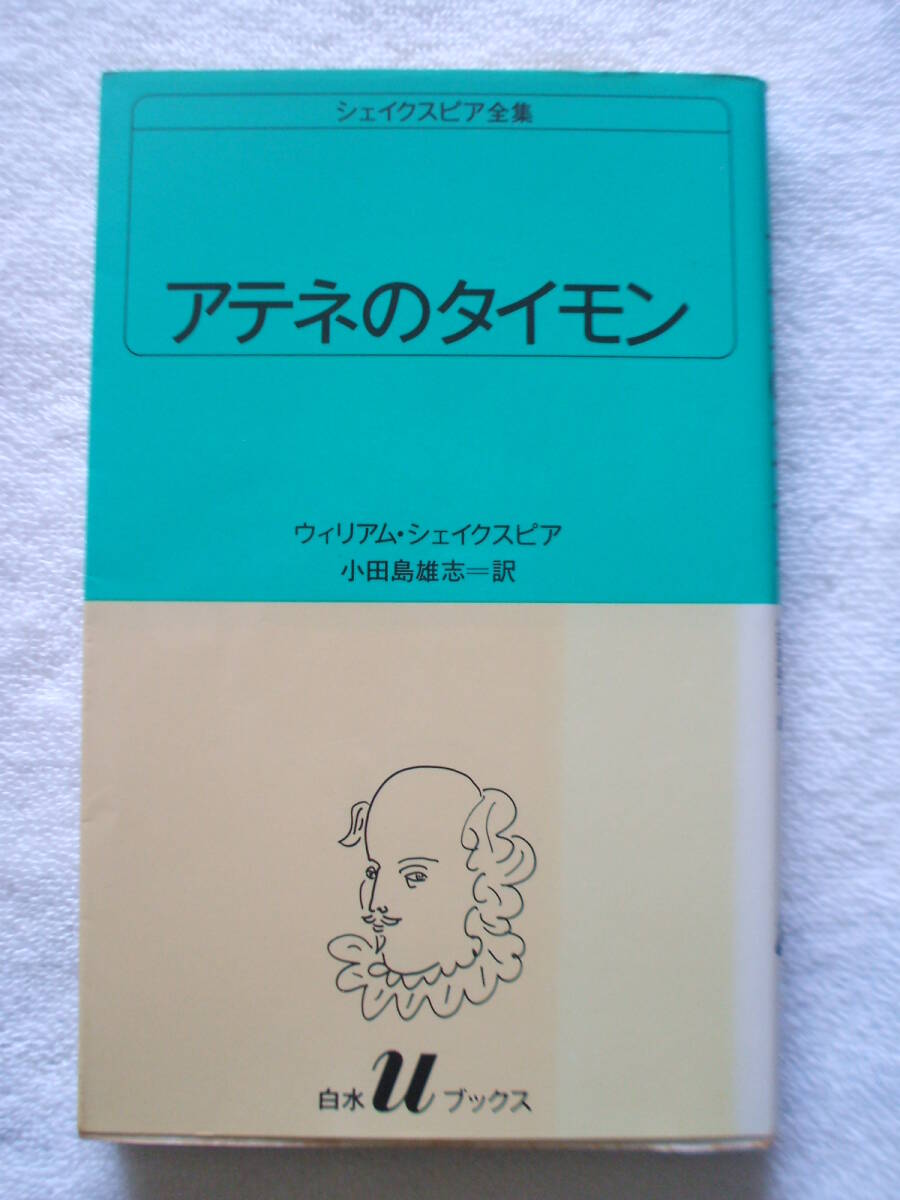 シェイクスピア全集
アテネのタイモン
ウィリアム・シェイクスピア
小田島雄志=訳
白水 u ブックス